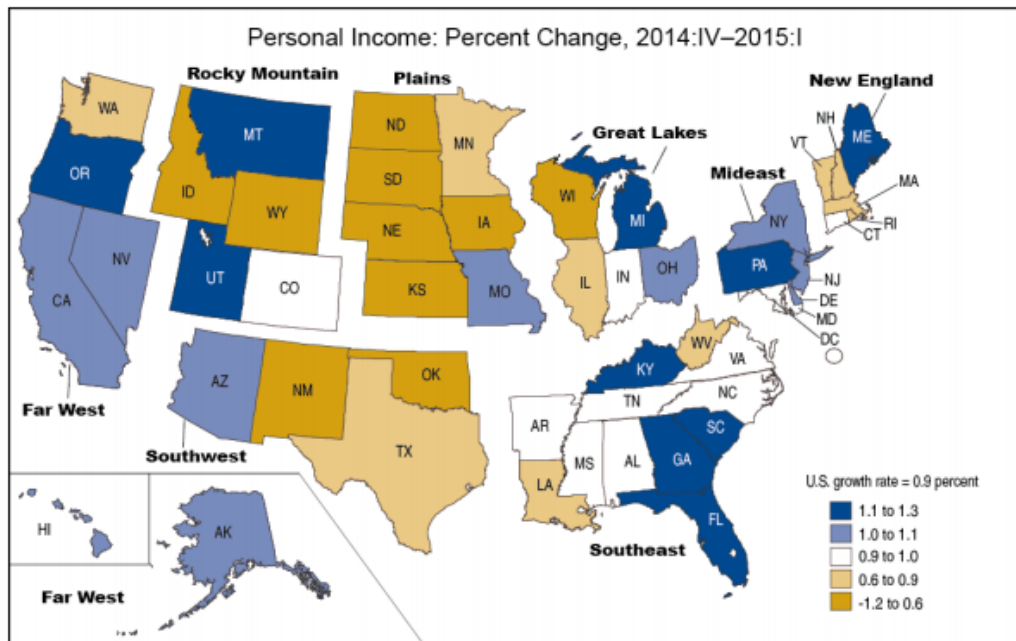 Personal Income: Percent Change, 2014:IV–2015:I
Rocky Mountain
Plains
New England
Great Lakes
Mideast
WA
OR
CA
NV
MT
ID
WY
UT
CO
AZ
NM
TX
OK
ND
SD
NE
KS
MN
IA
MO
WI
MI
IL
IN
OH
NH
VT
ME
MA
RI
CT
NY
PA
NJ
DE
MD
DC
WV
VA
KY
TN
NC
SC
AR
LA
MS
AL
GA
FL
Far West
Southwest
Southeast
HI
AK
Far West
U.S. growth rate = 0.9 percent
1.1 to 1.3
1.0 to 1.1
0.9 to 1.0
0.6 to 0.9
-1.2 to 0.6